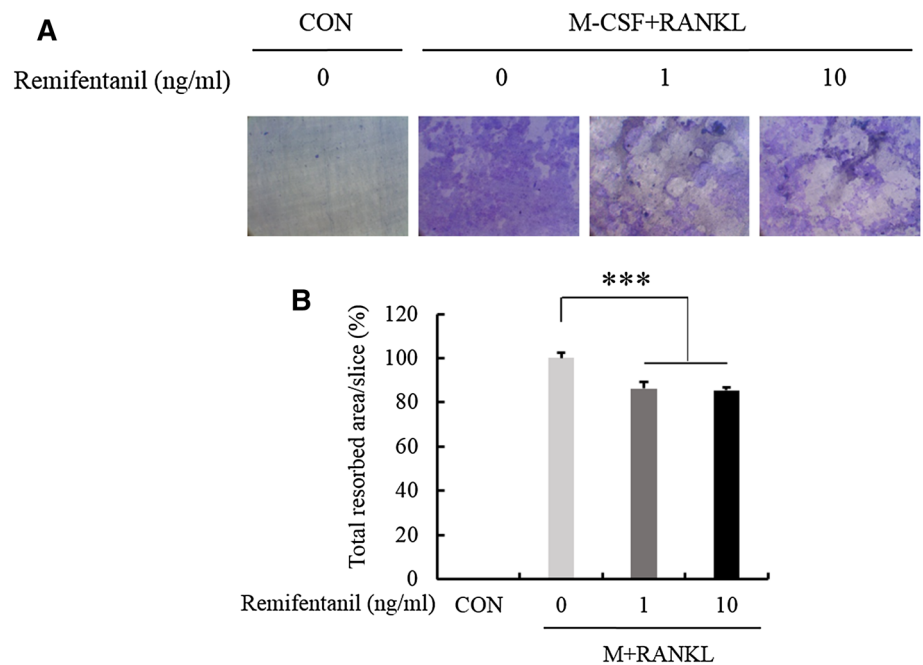 A
CON M-CSF+RANKL
Remifentanil (ng/ml) 0 0 1 10
B
***
Total resorbed area/slice (%)
120
100
80
60
40
20
0
Remifentanil (ng/ml) CON 0 1 10
M+RANKL